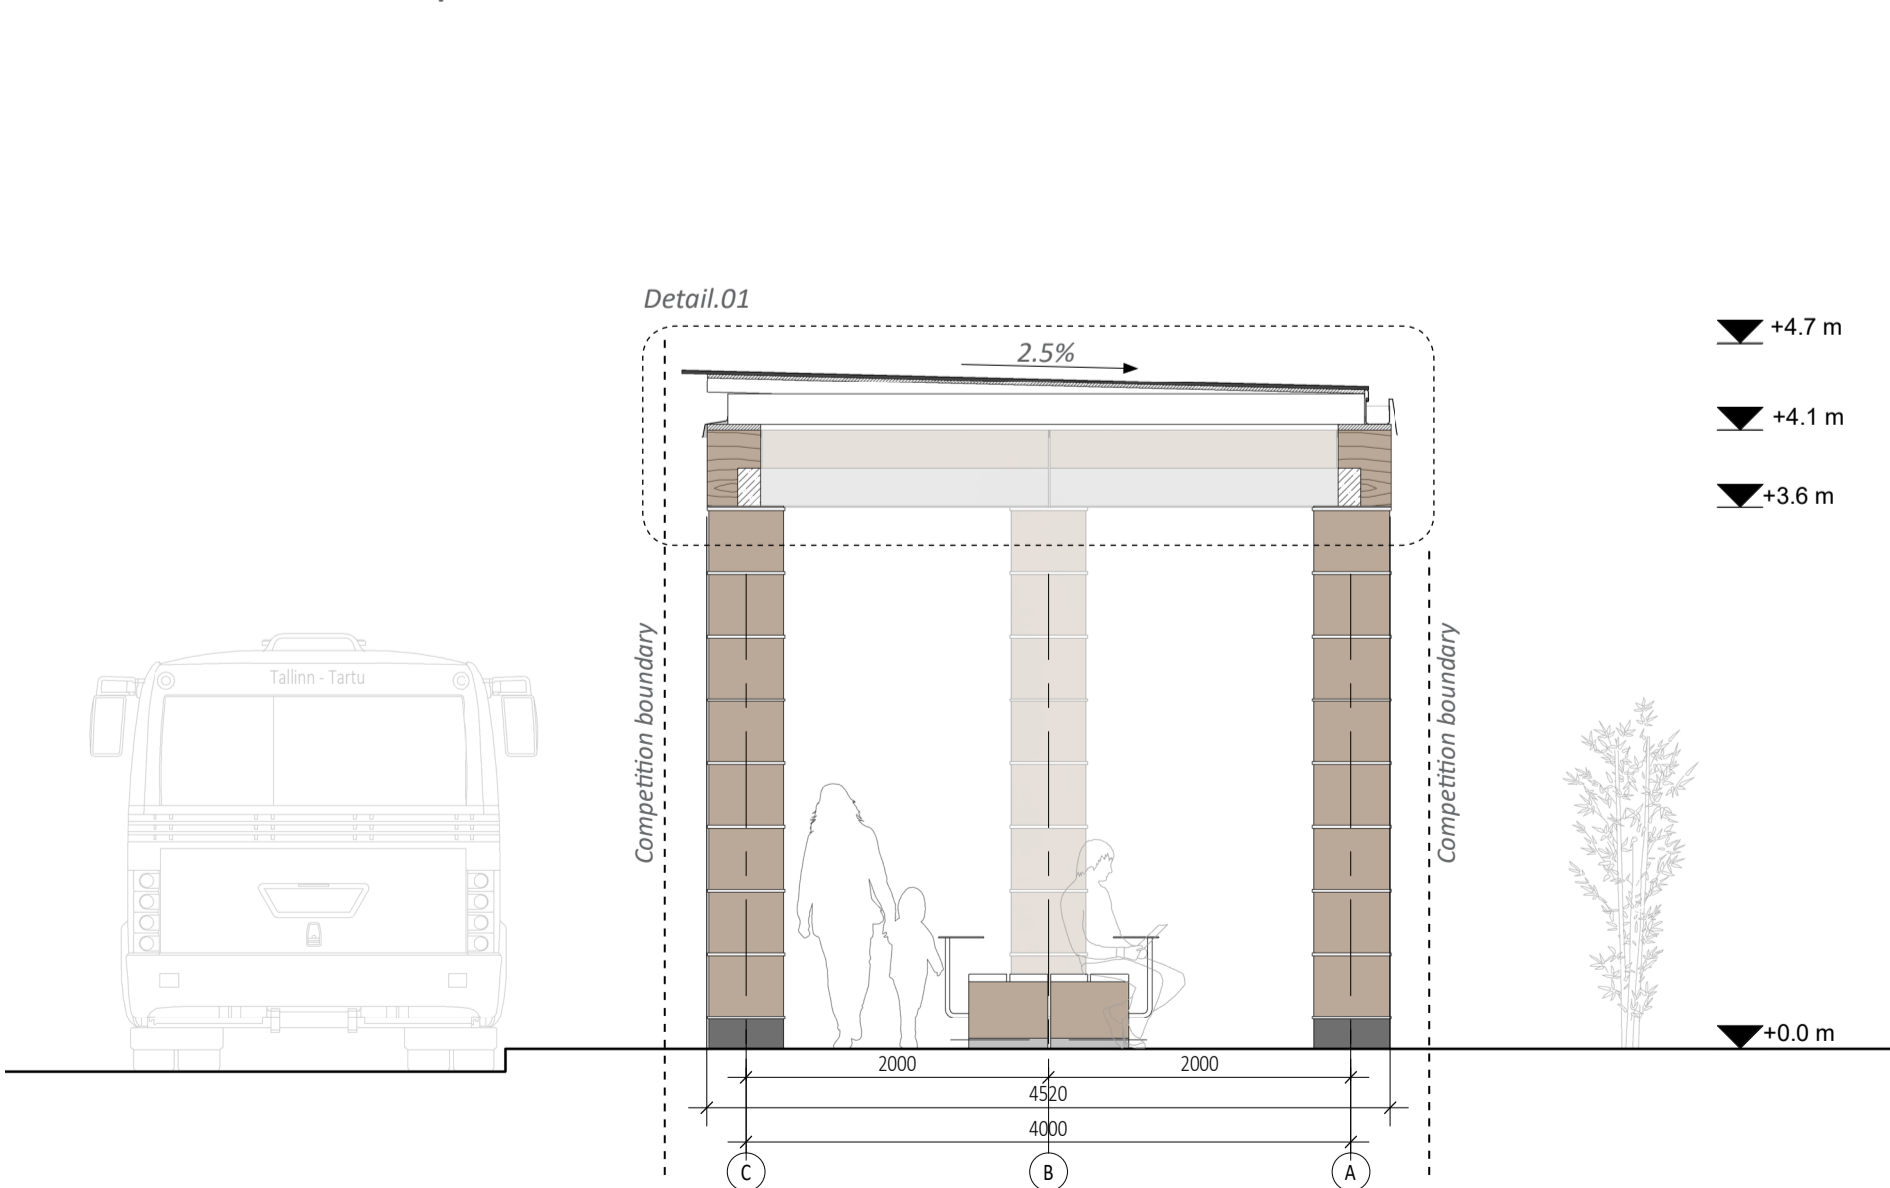 Detail.01
2.5%
+4.7 m
+4.1 m
+3.6 m
Competition boundary
Competition boundary
Tallinn - Tartu
+0.0 m
2000
2000
4520
4000
C
B
A